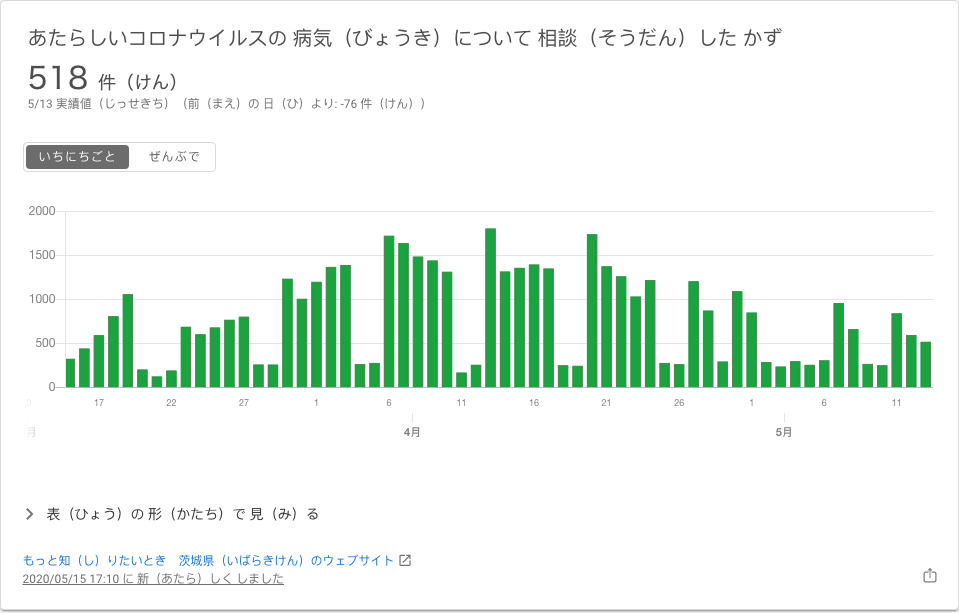 あたらしいコロナウイルスの 病気（びょうき）について 相談（そうだん）した かず
518 件（けん）
5/13 実績値（じっせきち）（前（まえ）の 日（ひ）より: -76 件（けん））
いちにちごと ぜんぶで
2000
1500
1000
500
0
17 22 27 1 6 11 16 21 26 1 6 11
月 4月 5月
表（ひょう）の 形（かたち）で 見（み）る
もっと知（し）りたいとき　茨城県（いばらきけん）のウェブサイト
2020/05/15 17:10 に 新（あたら）しく しました